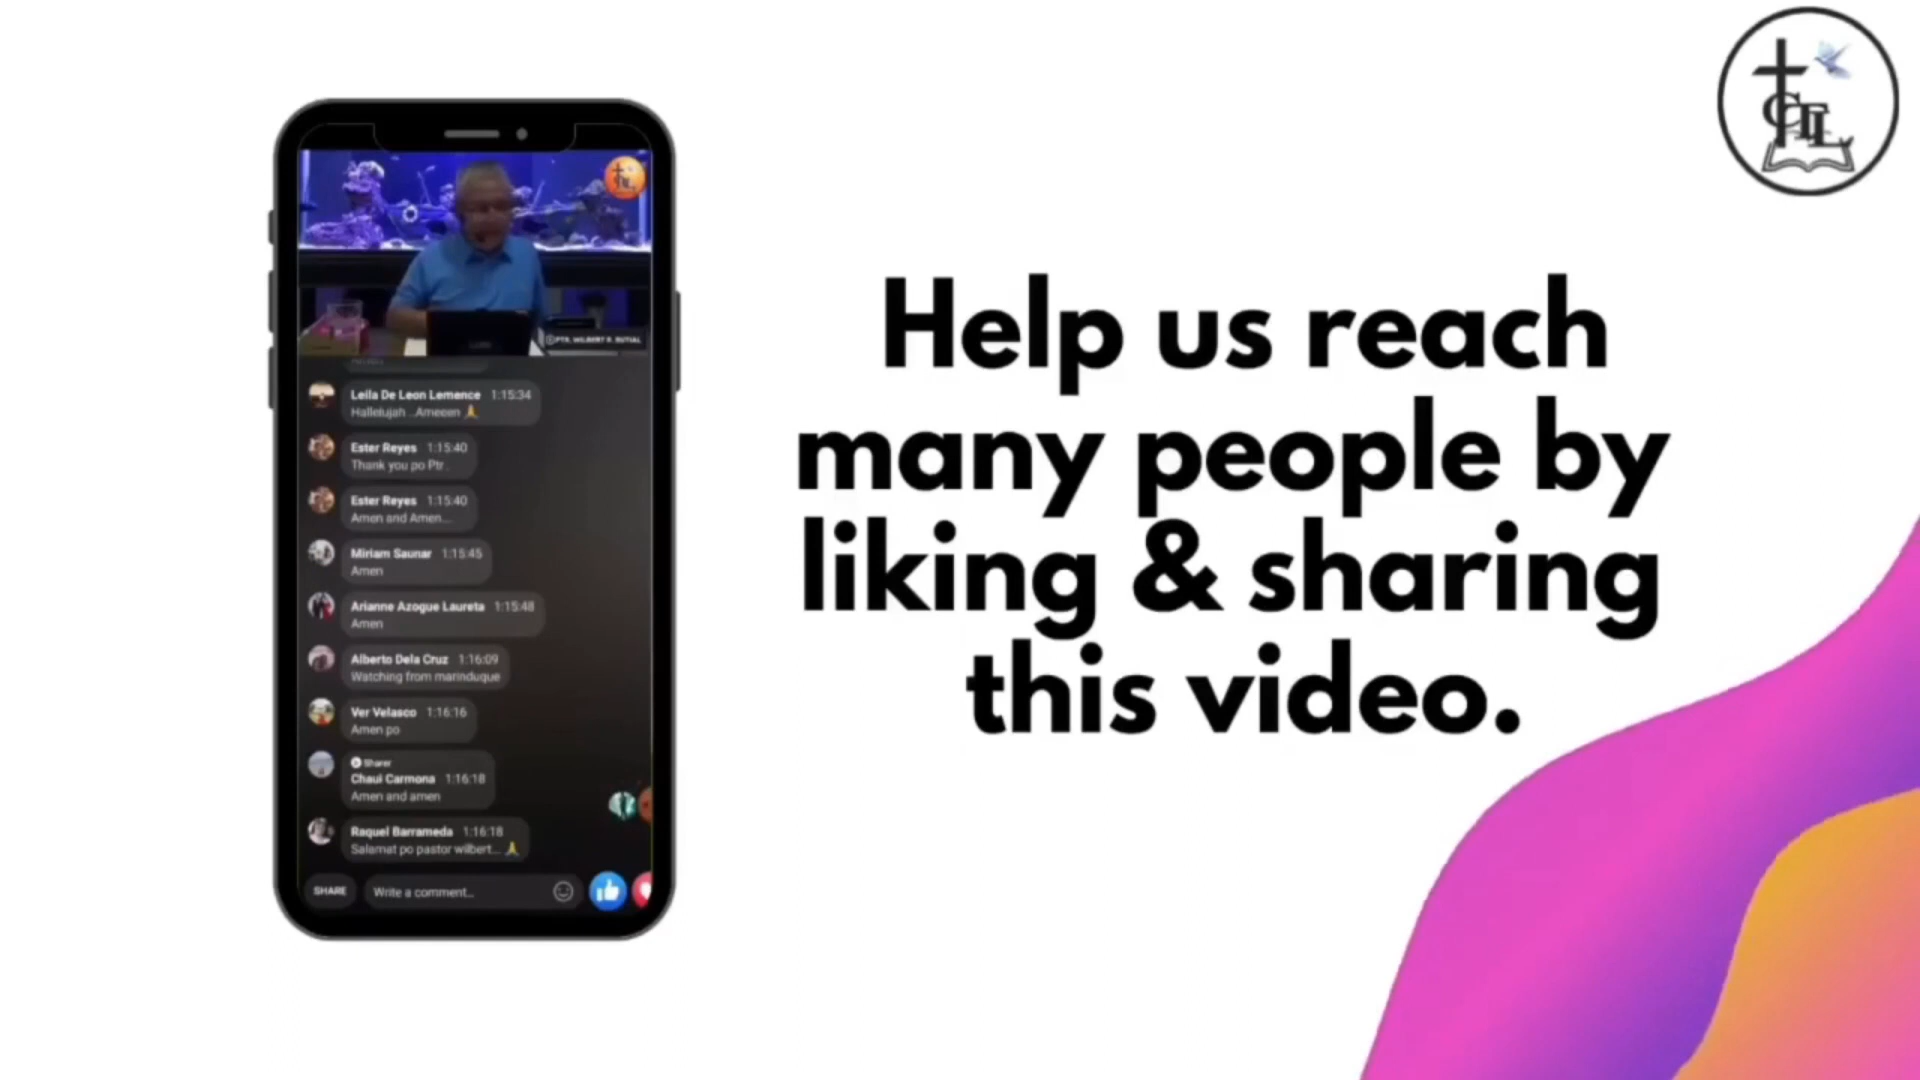 PTR. WILBERT R. BUTIAL
Leila De Leon Lemence 1:15:34
Hallelujah ..Ameeen 🙏
Ester Reyes 1:15:40
Thank you po Ptr .
Ester Reyes 1:15:40
Amen and Amen...
Miriam Saunar 1:15:45
Amen
Arianne Azogue Laureta 1:15:48
Amen
Alberto Dela Cruz 1:16:09
Watching from marinduque
Ver Velasco 1:16:16
Amen po
Sharer
Chaui Carmona 1:16:18
Amen and amen
Raquel Barrameda 1:16:18
Salamat po pastor wilbert... 🙏
SHARE Write a comment...
Help us reach
many people by
liking & sharing
this video.